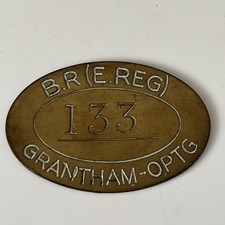 B.R (E.REG)
133
GRANTHAM-OPTG